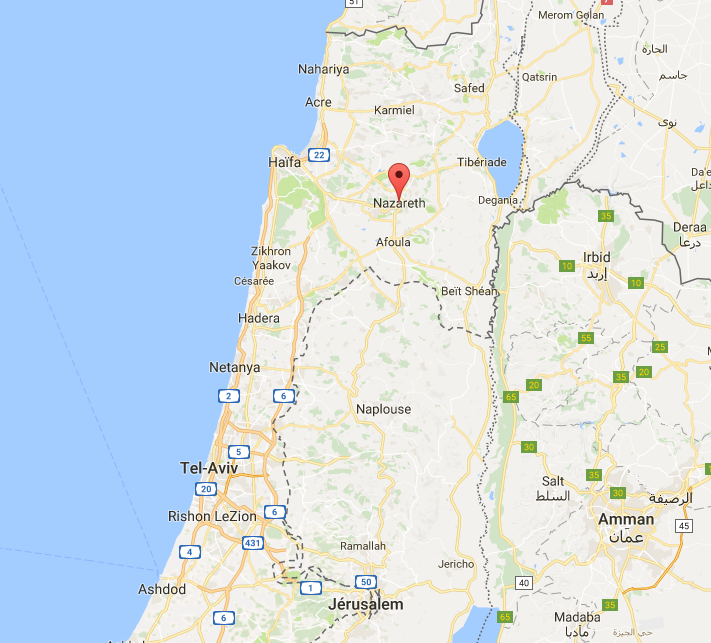 51
7
Merom Golan
الحارة
Nahariya
جاسم
Qatsrin
Safed
Acre
Karmiel
نوى
22
Haïfa
Tibériade
Nazareth
Degania
35
Deraa
درعا
Afoula
Zikhron
Yaakov
Irbid
إربد
10
Césarée
10
Beït Shéan
Hadera
55
25
Netanya
20
35
20
2
6
65
Naplouse
5
30
Tel-Aviv
35
Salt
السلط
20
30
الرصيفة
Rishon LeZion
6
Amman
عمان
45
431
Ramallah
4
Jericho
Ashdod
1
50
40
Jérusalem
35
6
65
Madaba
مادبا
حي الجيزة